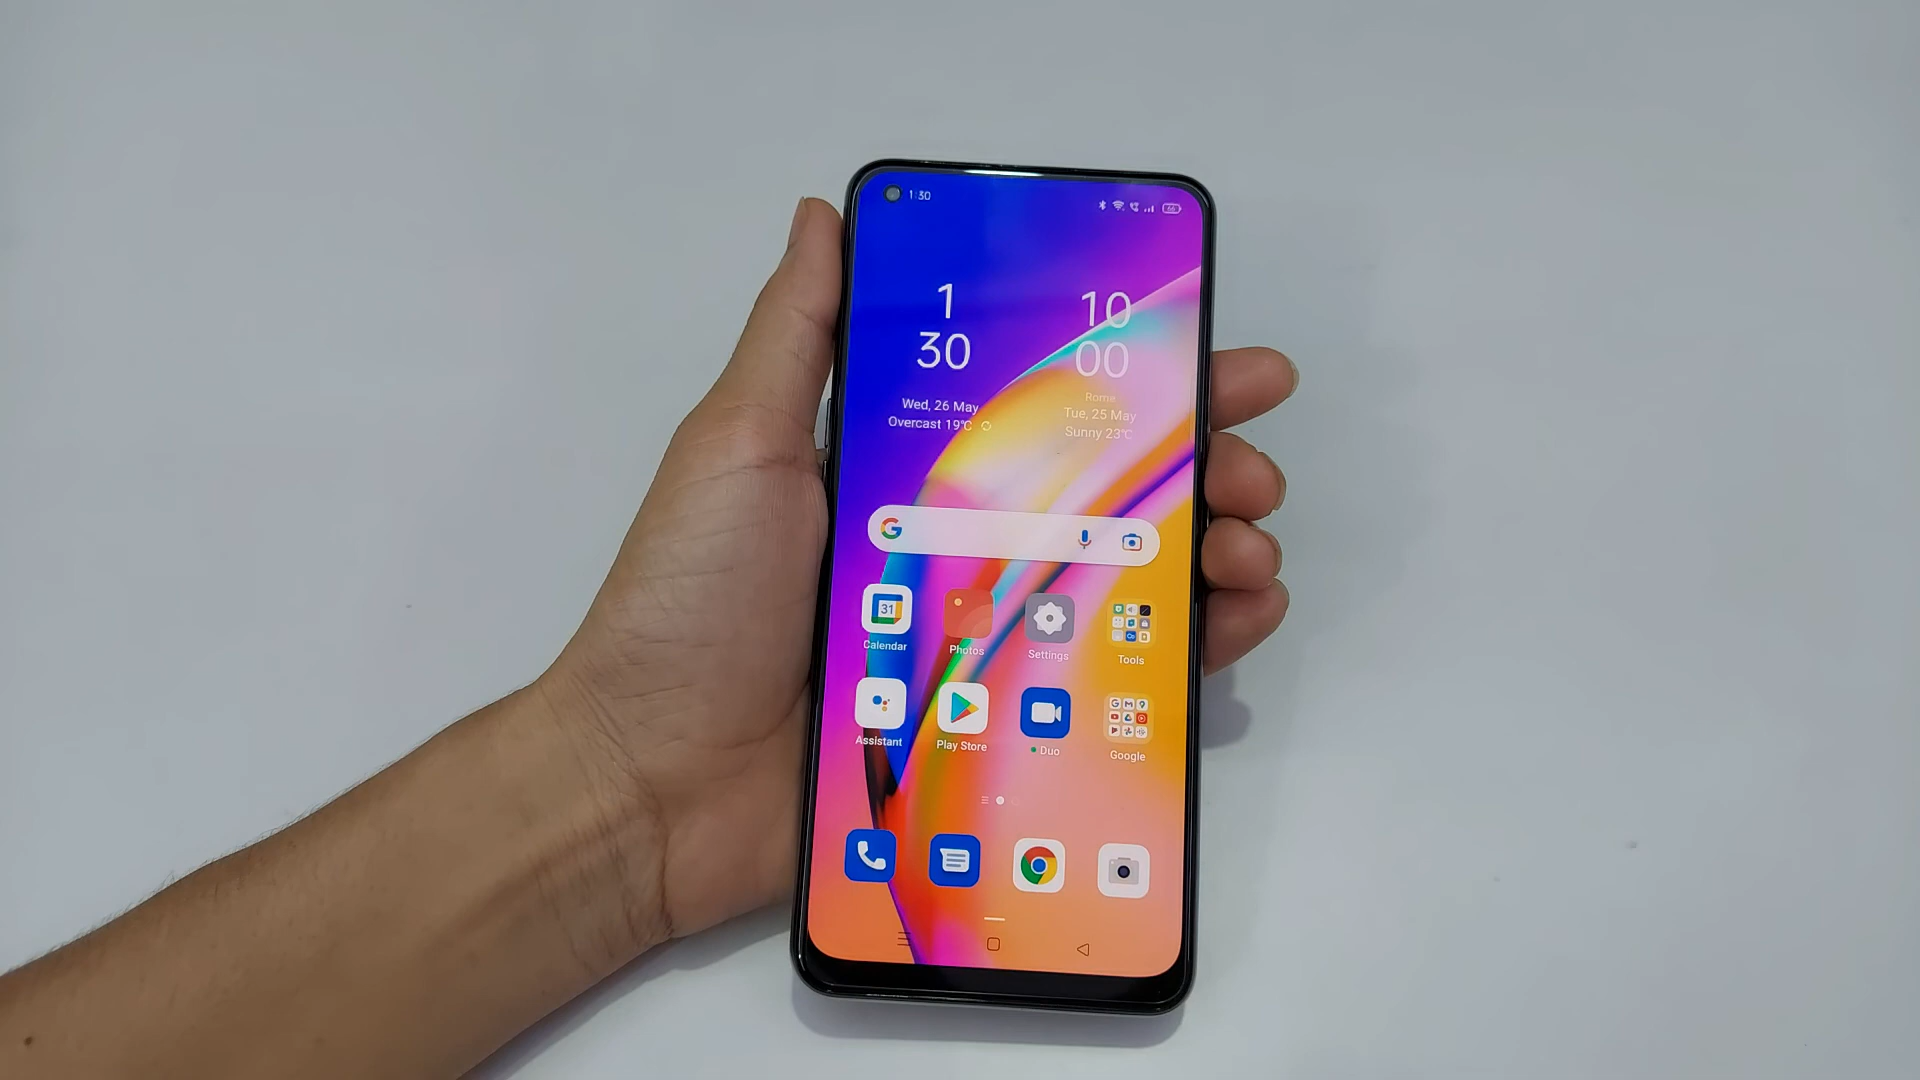 1:30
66
1
30
10
00
Wed, 26 May
Overcast 19°C
Rome
Tue, 25 May
Sunny 23°C
G
31
Calendar
Photos
Settings
Tools
Assistant
Play Store
Duo
Google